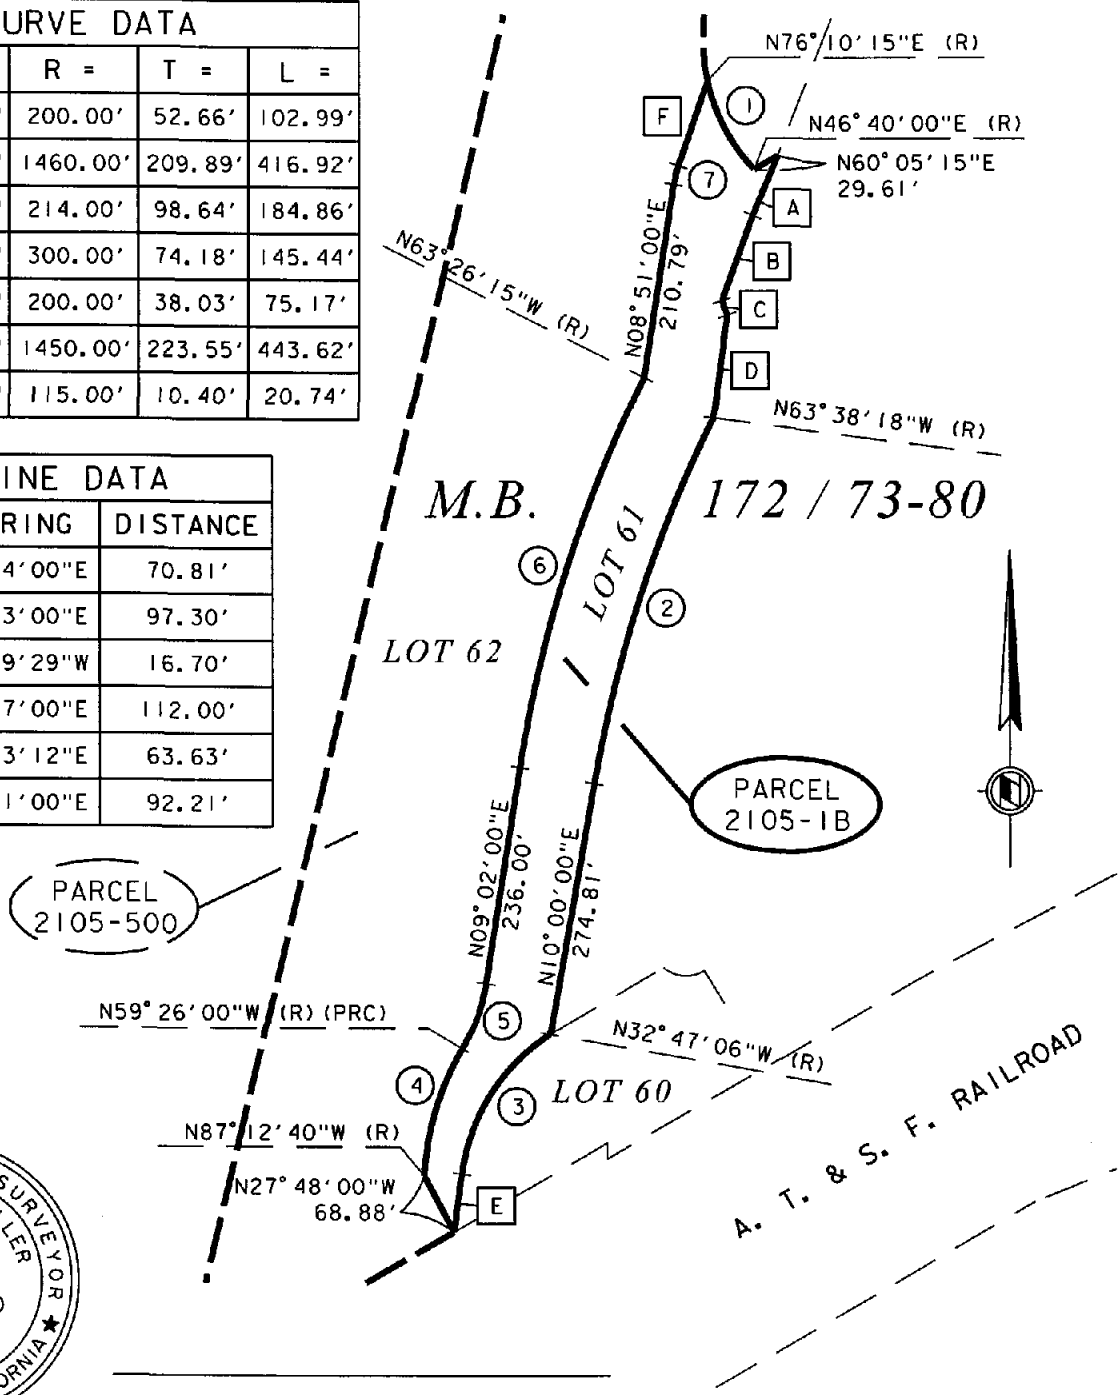 URVE DATA
R = T = L =
200.00' 52.66' 102.99'
1460.00' 209.89' 416.92'
214.00' 98.64' 184.86'
300.00' 74.18' 145.44'
200.00' 38.03' 75.17'
1450.00' 223.55' 443.62'
115.00' 10.40' 20.74'
INE DATA
RING DISTANCE
4'00"E 70.81'
3'00"E 97.30'
9'29"W 16.70'
7'00"E 112.00'
3'12"E 63.63'
1'00"E 92.21'
N76°10'15"E (R)
F
1
N46°40'00"E (R)
N60°05'15"E
29.61'
7
A
B
C
D
N63°26'15"W (R)
N08°51'00"E
210.79'
N63°38'18"W (R)
M.B. 172 / 73-80
LOT 61
6
2
LOT 62
PARCEL
2105-1B
PARCEL
2105-500
N09°02'00"E
236.00'
N10°00'00"E
274.81'
N59°26'00"W (R) (PRC)
5
N32°47'06"W (R)
4
3
LOT 60
N87°12'40"W (R)
N27°48'00"W
68.88'
E
A. T. & S. F. RAILROAD
SURVEYOR ★
LLER
ORNIA